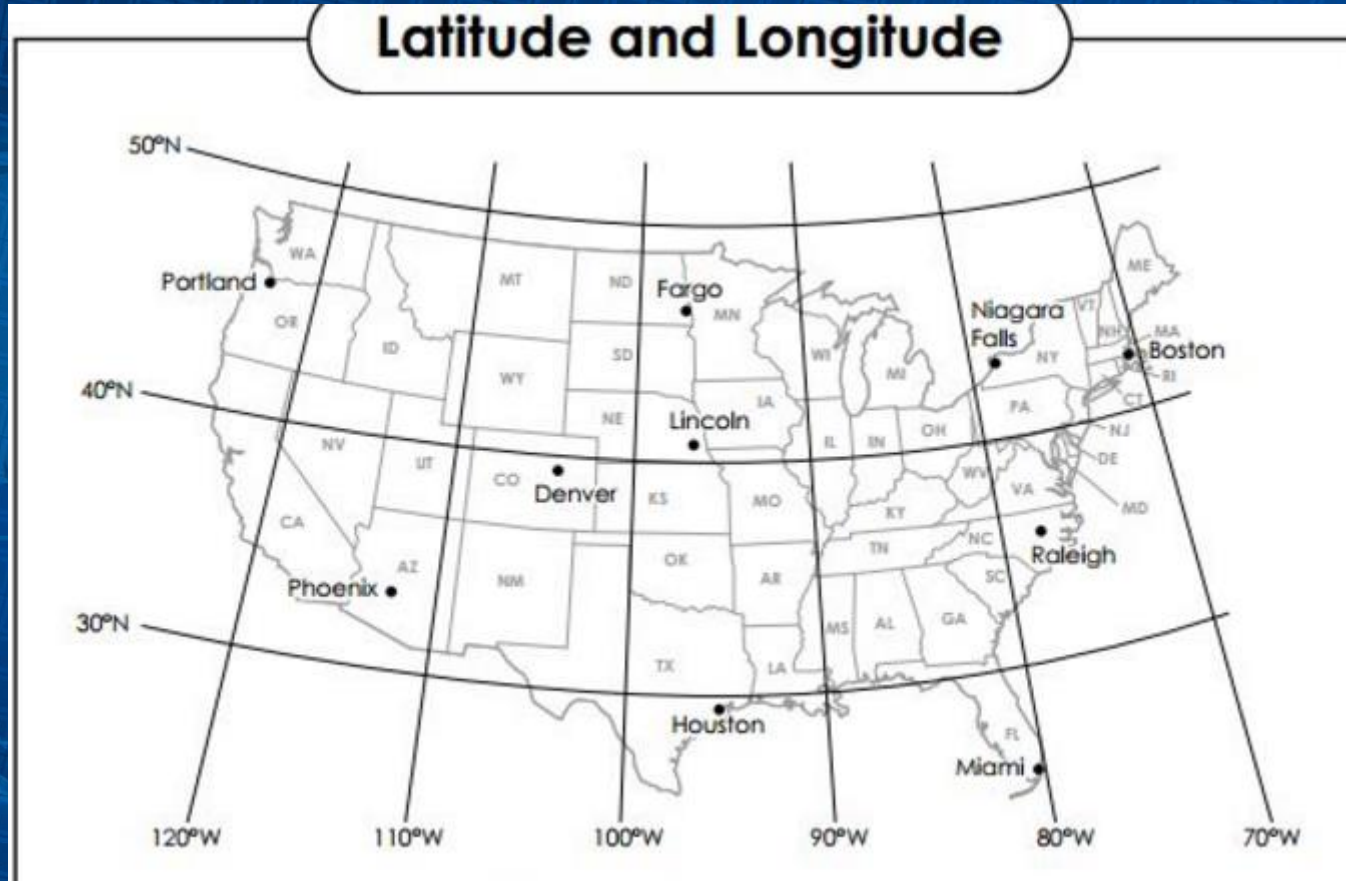 Latitude and Longitude
50°N
WA
ME
Portland
MT
ND
Fargo
MN
Niagara
Falls
VT
NH
MA
OR
ID
SD
WI
MI
NY
Boston
RI
WY
40°N
NE
IA
PA
CT
Lincoln
NV
UT
CO
IL
IN
OH
NJ
Denver
KS
MO
WV
VA
DE
MD
CA
KY
AZ
OK
TN
NC
Raleigh
Phoenix
NM
AR
SC
30°N
MS
AL
GA
TX
LA
Houston
FL
Miami
120°W
110°W
100°W
90°W
80°W
70°W